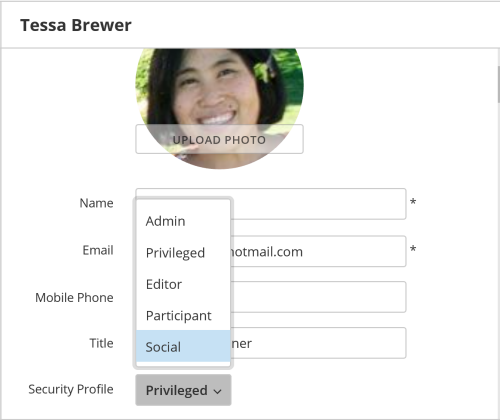 Tessa Brewer
UPLOAD PHOTO
Name *
Admin
Email Privileged hotmail.com *
Editor
Mobile Phone
Participant
Title Social ner
Security Profile Privileged